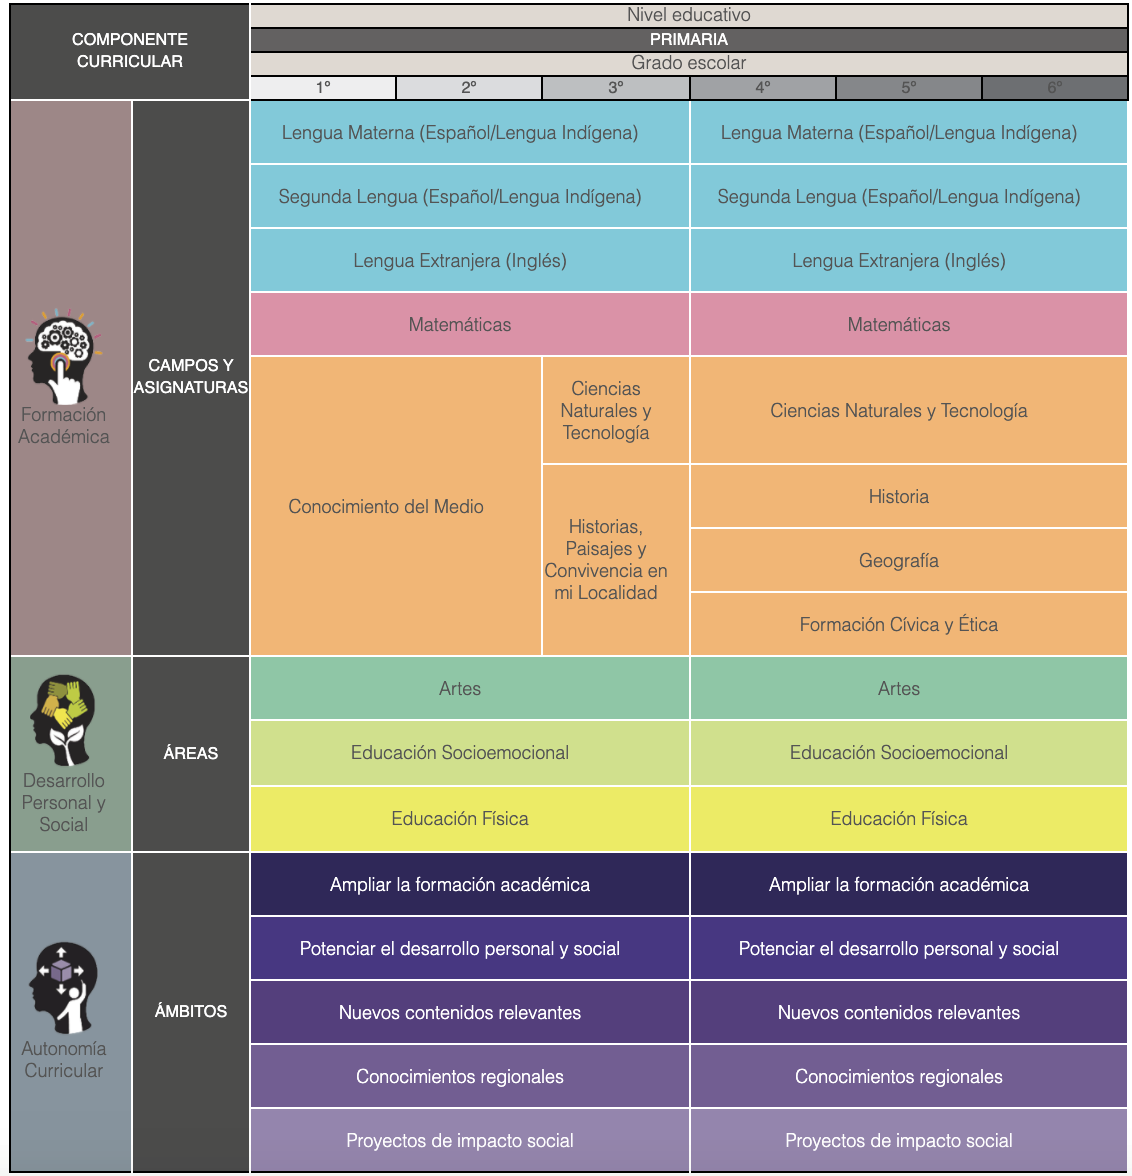 COMPONENTE
CURRICULAR
Nivel educativo
PRIMARIA
Grado escolar
1° 2° 3° 4° 5° 6°
Formación
Académica
CAMPOS Y
ASIGNATURAS
Lengua Materna (Español/Lengua Indígena) Lengua Materna (Español/Lengua Indígena)
Segunda Lengua (Español/Lengua Indígena) Segunda Lengua (Español/Lengua Indígena)
Lengua Extranjera (Inglés) Lengua Extranjera (Inglés)
Matemáticas Matemáticas
Conocimiento del Medio
Ciencias
Naturales y
Tecnología
Ciencias Naturales y Tecnología
Historias,
Paisajes y
Convivencia en
mi Localidad
Historia
Geografía
Formación Cívica y Ética
Desarrollo
Personal y
Social
ÁREAS
Artes Artes
Educación Socioemocional Educación Socioemocional
Educación Física Educación Física
Autonomía
Curricular
ÁMBITOS
Ampliar la formación académica Ampliar la formación académica
Potenciar el desarrollo personal y social Potenciar el desarrollo personal y social
Nuevos contenidos relevantes Nuevos contenidos relevantes
Conocimientos regionales Conocimientos regionales
Proyectos de impacto social Proyectos de impacto social